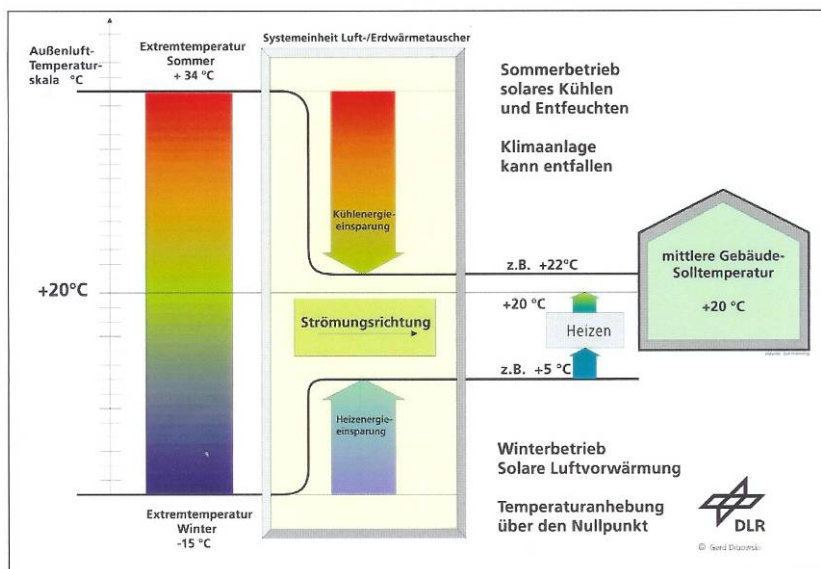 Außenluft-
Temperatur-
skala °C
Extremtemperatur
Sommer
+ 34 °C
Systemeinheit Luft-/Erdwärmetauscher
Sommerbetrieb
solares Kühlen
und Entfeuchten
Klimaanlage
kann entfallen
Kühlenergie-
einsparung
z.B. +22°C
mittlere Gebäude-
Solltemperatur
+20 °C
+20°C
+20 °C
Strömungsrichtung
Heizen
z.B. +5 °C
Heizenergie-
einsparung
Winterbetrieb
Solare Luftvorwärmung
Temperaturanhebung
über den Nullpunkt
Extremtemperatur
Winter
-15 °C
DLR
© Gerd Dibowski